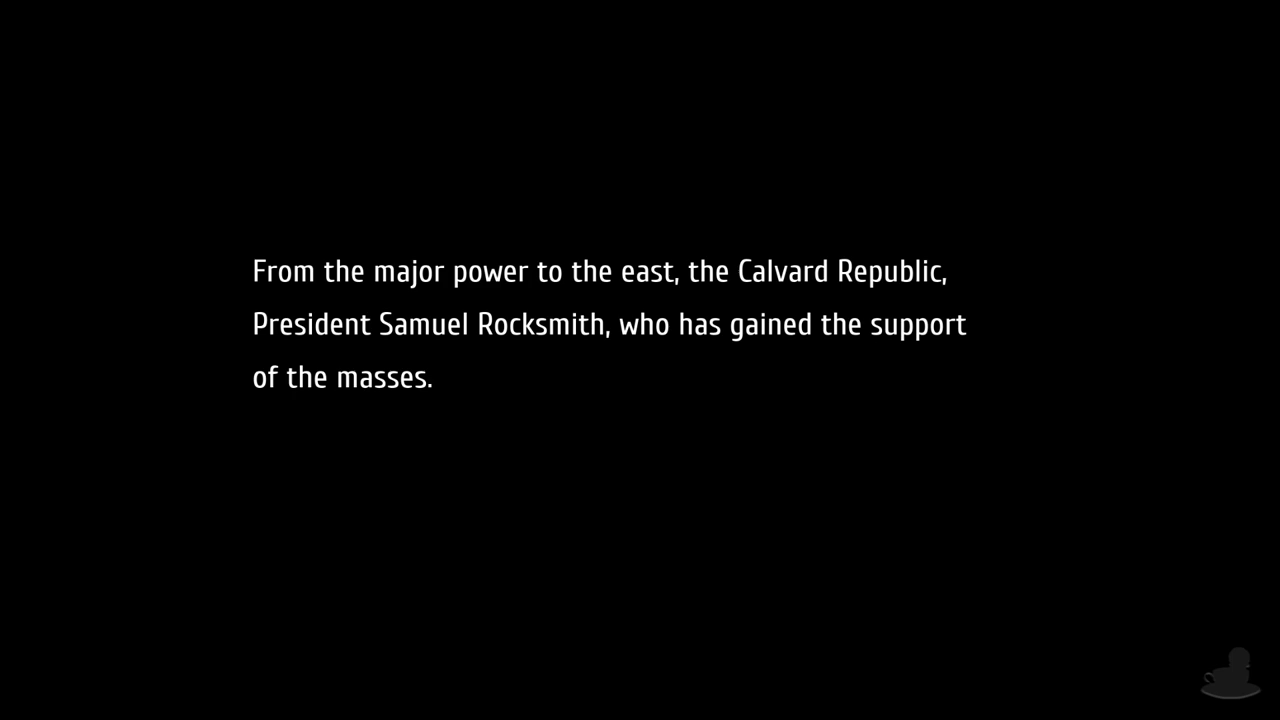 From the major power to the east, the Calvard Republic,
President Samuel Rocksmith, who has gained the support
of the masses.